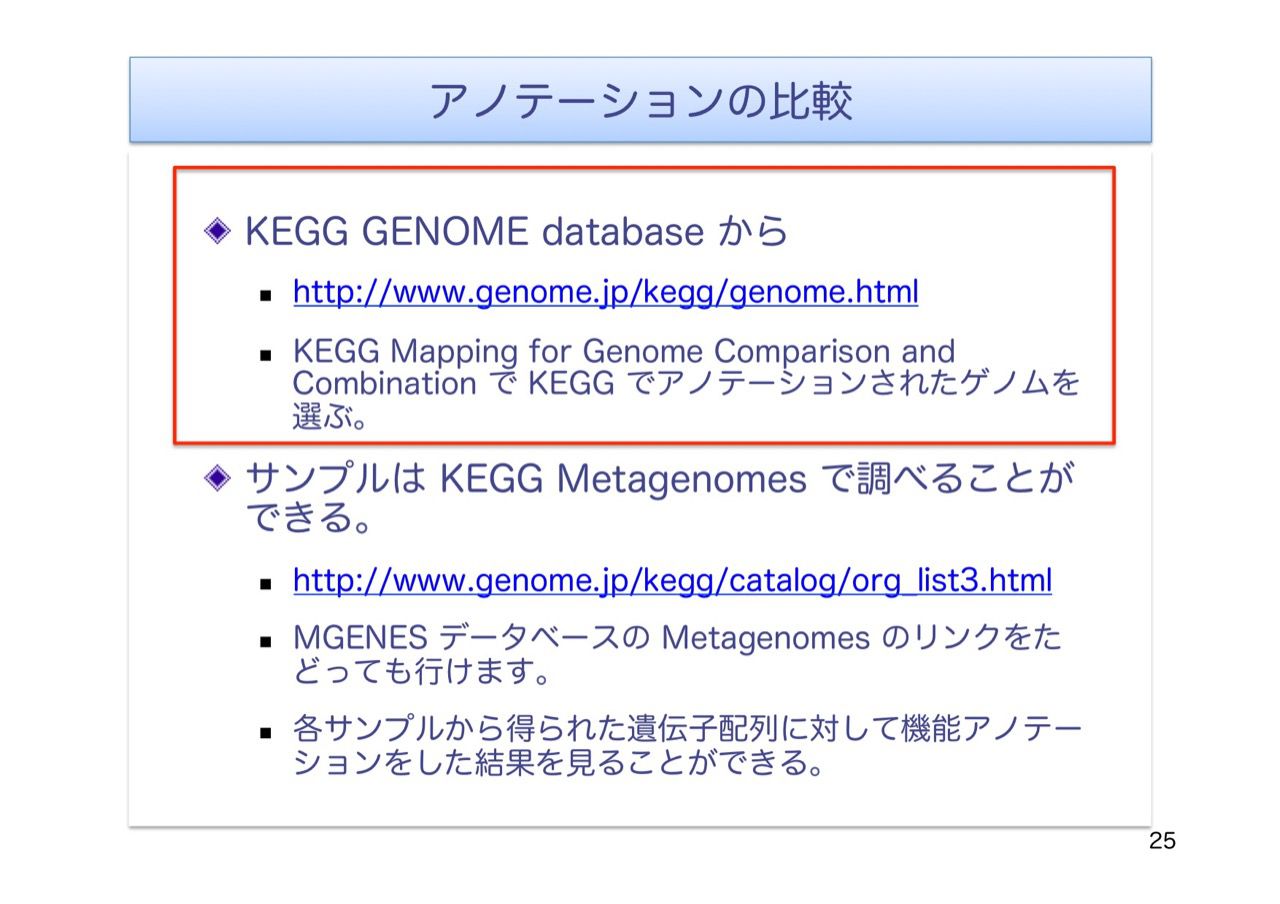 アノテーションの比較
KEGG GENOME database から
http://www.genome.jp/kegg/genome.html
KEGG Mapping for Genome Comparison and
Combination で KEGG でアノテーションされたゲノムを
選ぶ。
サンプルは KEGG Metagenomes で調べることが
できる。
http://www.genome.jp/kegg/catalog/org_list3.html
MGENES データベースの Metagenomes のリンクをた
どっても行けます。
各サンプルから得られた遺伝子配列に対して機能アノテー
ションをした結果を見ることができる。
25